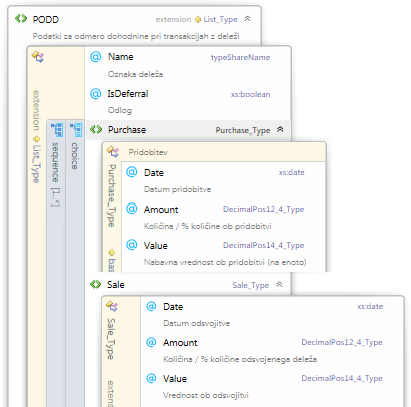 PODD extension List_Type
Podatki za odmero dohodnine pri transakcijah z deleži
extension List_Type
sequence [1..*]
choice
Name typeShareName
Oznaka deleža
IsDeferral xs:boolean
Odlog
Purchase Purchase_Type
Purchase_Type
Pridobitev
Date xs:date
Datum pridobitve
Amount DecimalPos12_4_Type
Količina / % količine ob pridobitvi
Value DecimalPos14_4_Type
Nabavna vrednost ob pridobitvi (na enoto)
Sale Sale_Type
Sale_Type
Date xs:date
Datum odsvojitve
Amount DecimalPos12_4_Type
Količina / % količine odsvojenega deleža
Value DecimalPos14_4_Type
Vrednost ob odsvojitvi